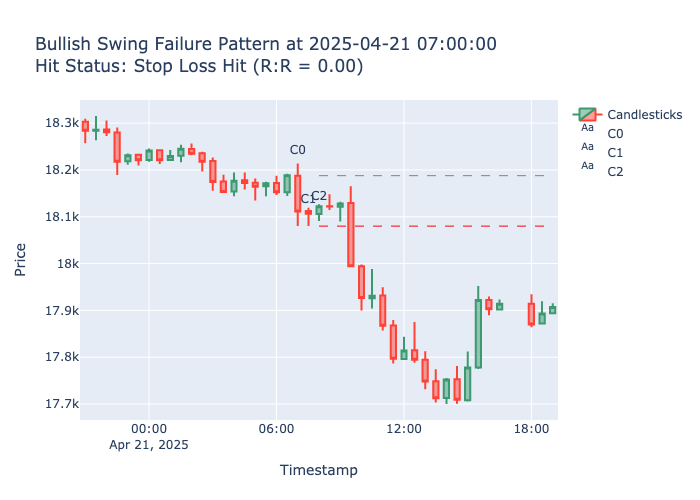 Bullish Swing Failure Pattern at 2025-04-21 07:00:00
Hit Status: Stop Loss Hit (R:R = 0.00)
Candlesticks
Aa C0
Aa C1
Aa C2
C0
C1
C2
18.3k
18.2k
18.1k
18k
17.9k
17.8k
17.7k
Price
00:00 06:00 12:00 18:00
Apr 21, 2025
Timestamp